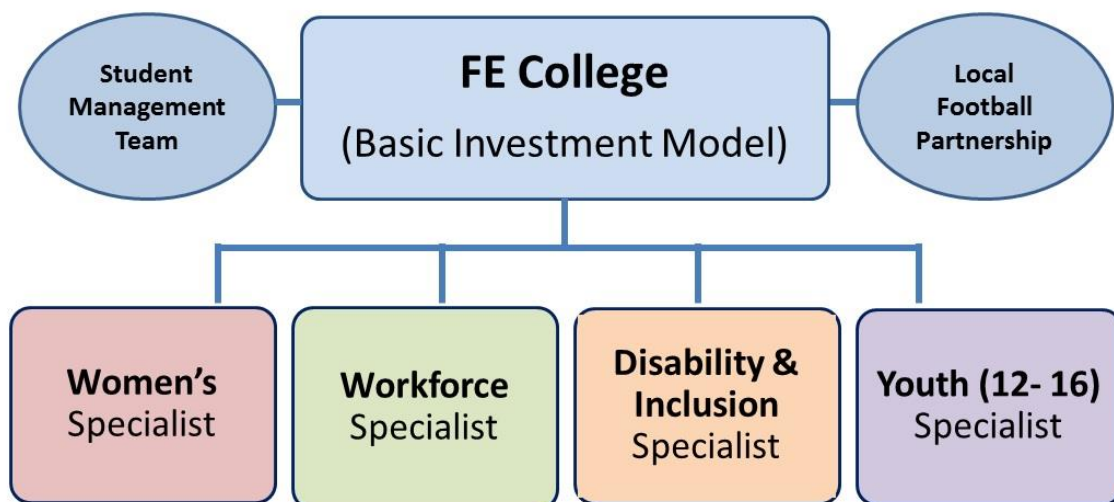 Student
Management
Team
FE College
(Basic Investment Model)
Local
Football
Partnership
Women's
Specialist
Workforce
Specialist
Disability &
Inclusion
Specialist
Youth (12- 16)
Specialist